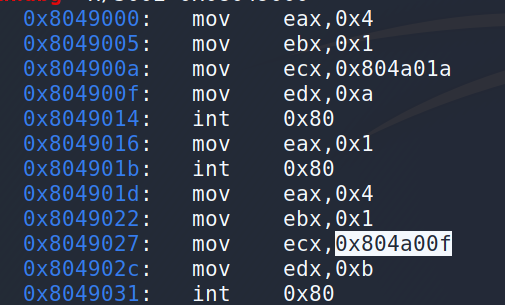 0x8049000: mov eax,0x4
0x8049005: mov ebx,0x1
0x804900a: mov ecx,0x804a01a
0x804900f: mov edx,0xa
0x8049014: int 0x80
0x8049016: mov eax,0x1
0x804901b: int 0x80
0x804901d: mov eax,0x4
0x8049022: mov ebx,0x1
0x8049027: mov ecx,0x804a00f
0x804902c: mov edx,0xb
0x8049031: int 0x80